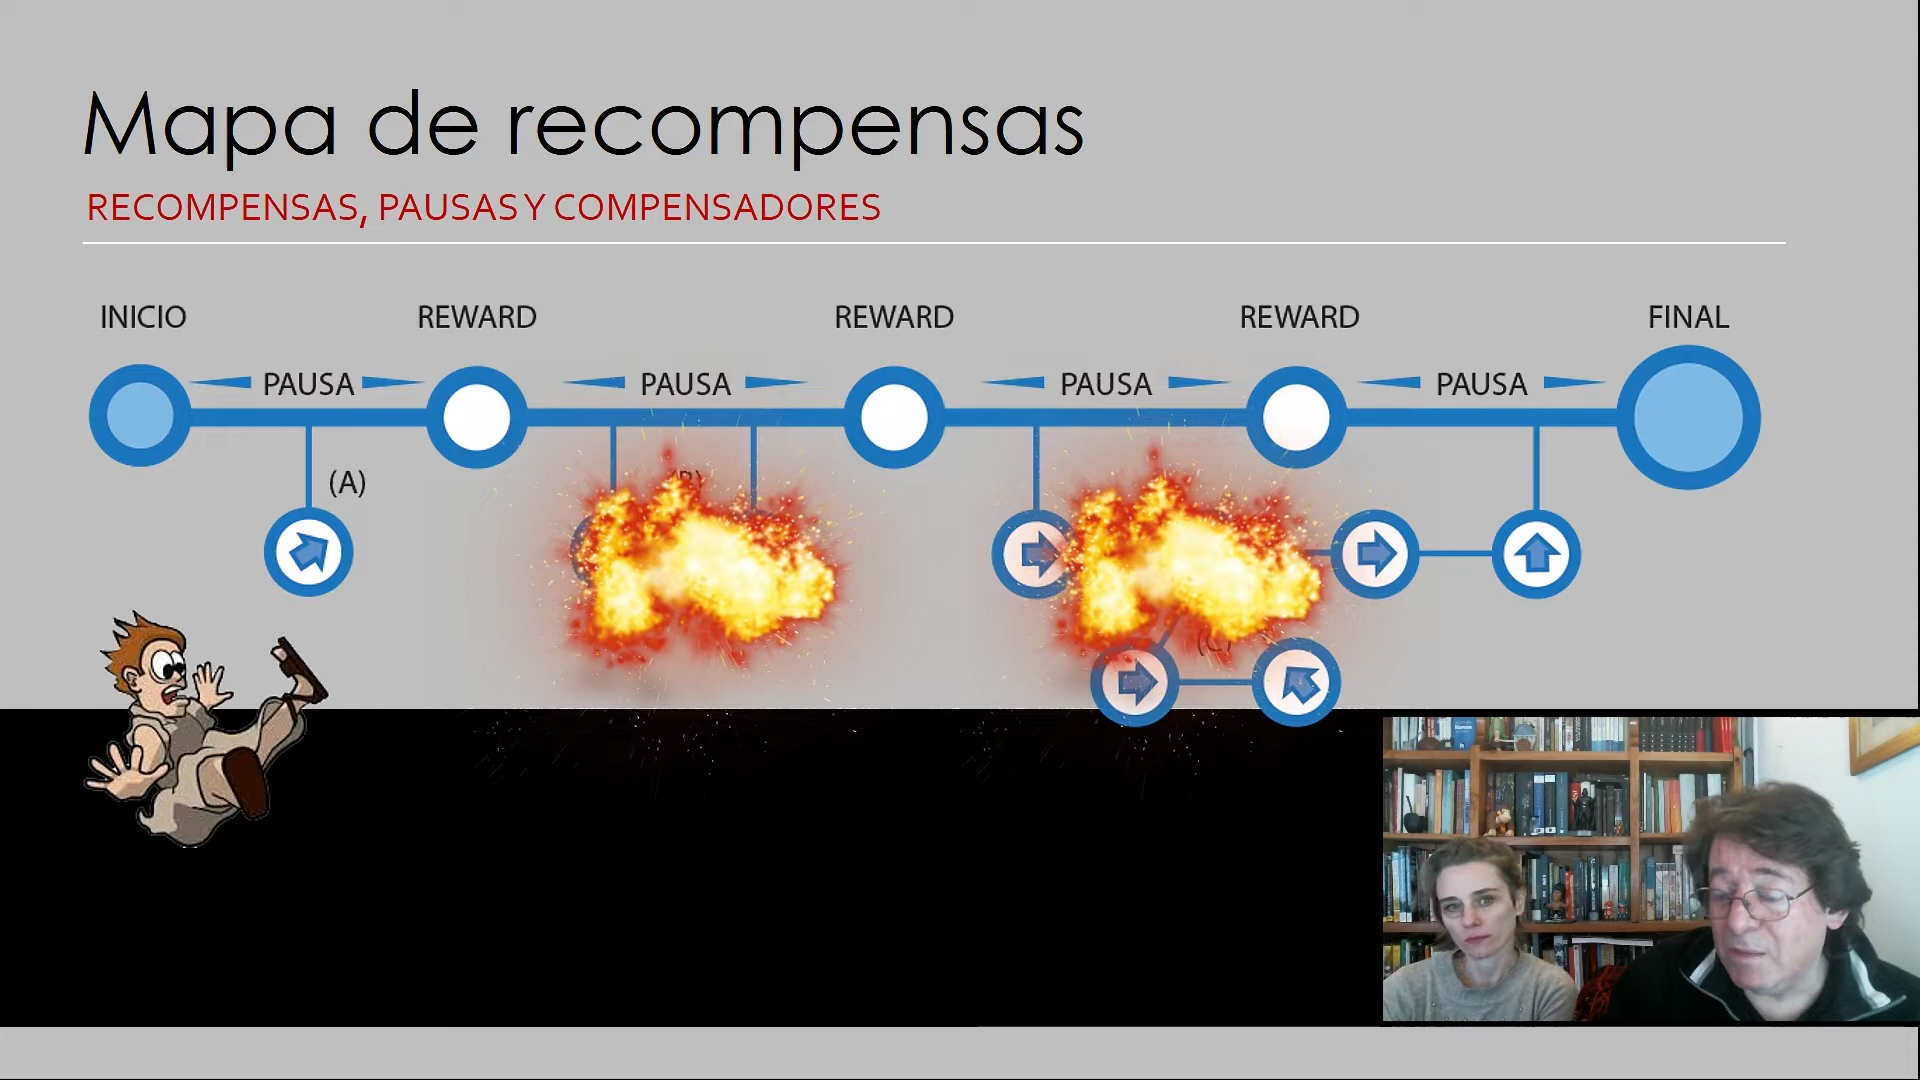 Mapa de recompensas
RECOMPENSAS, PAUSAS Y COMPENSADORES
INICIO REWARD REWARD REWARD FINAL
PAUSA PAUSA PAUSA PAUSA
(A)
(C)